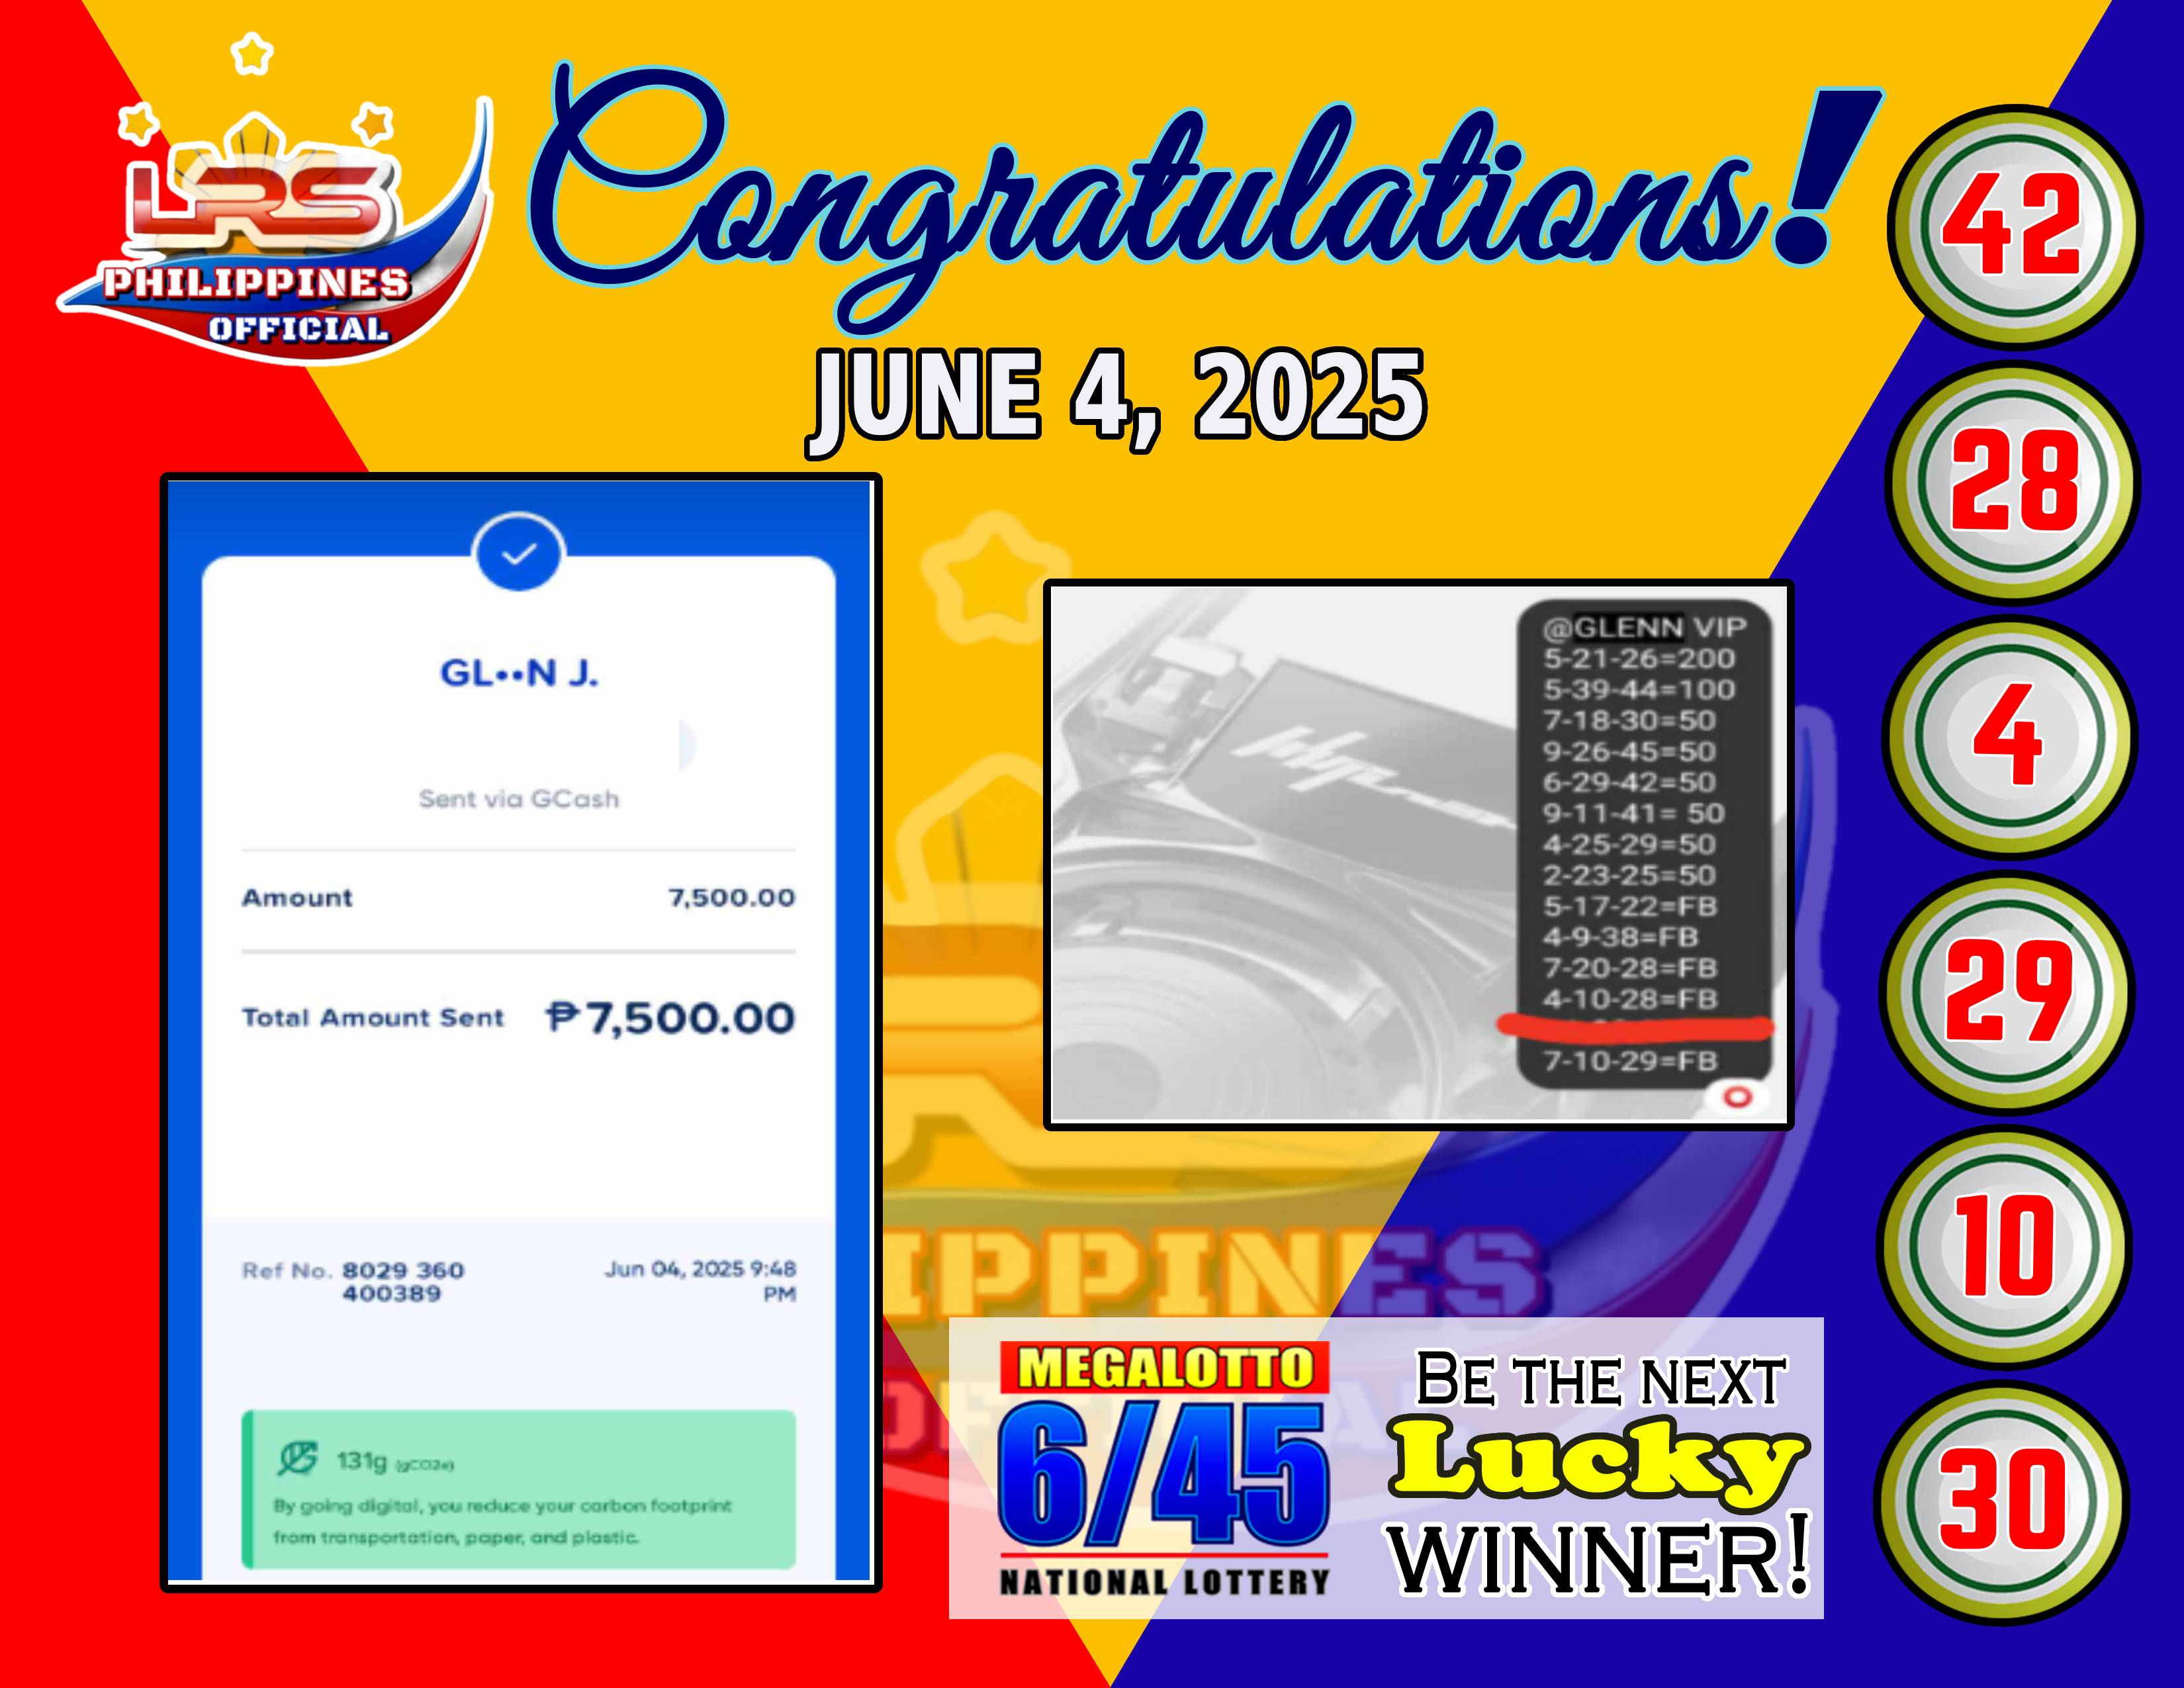 LRS
PHILIPPINES
OFFICIAL
Congratulations!
JUNE 4, 2025
GL••N J.
Sent via GCash
Amount 7,500.00
Total Amount Sent ₱7,500.00
Ref No. 8029 360 400389
Jun 04, 2025 9:48 PM
131g (gCO2e)
By going digital, you reduce your carbon footprint
from transportation, paper, and plastic.
@GLENN VIP
5-21-26=200
5-39-44=100
7-18-30=50
9-26-45=50
6-29-42=50
9-11-41= 50
4-25-29=50
2-23-25=50
5-17-22=FB
4-9-38=FB
7-20-28=FB
4-10-28=FB
7-10-29=FB
MEGALOTTO
6/45
NATIONAL LOTTERY
BE THE NEXT
Lucky
WINNER!
42
28
4
29
10
30